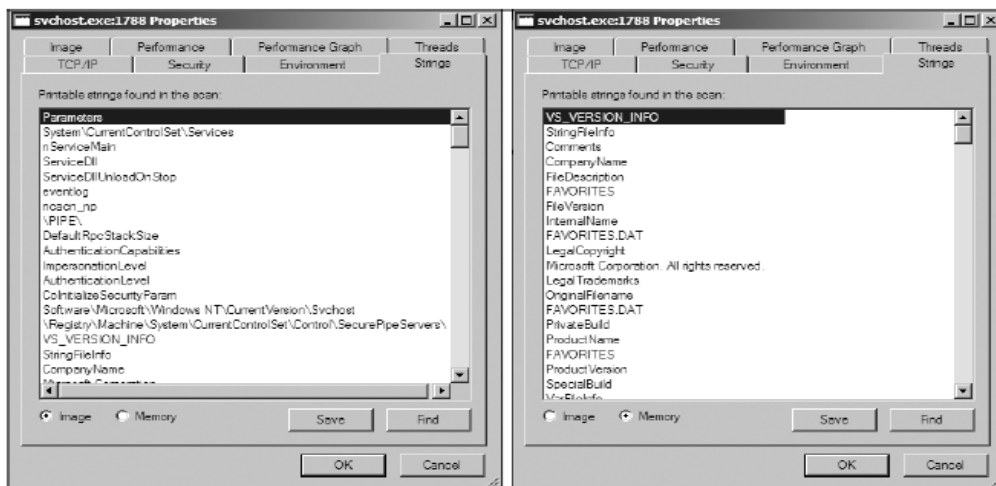 svchost.exe:1788 Properties
Image Performance Performance Graph Threads
TCP/IP Security Environment Strings
Printable strings found in the scan:
Parameters
System\CurrentControlSet\Services
nServiceMain
ServiceDll
ServiceDllUnloadOnStop
eventlog
ncacn_np
\PIPE\
DefaultRpcStackSize
AuthenticationCapabilities
ImpersonationLevel
AuthenticationLevel
CoInitializeSecurityParam
Software\Microsoft\Windows NT\CurrentVersion\Svchost
\Registry\Machine\System\CurrentControlSet\Control\SecurePipeServers\
VS_VERSION_INFO
StringFileInfo
CompanyName
Microsoft Corporation
Image Memory Save Find
OK Cancel
svchost.exe:1788 Properties
Image Performance Performance Graph Threads
TCP/IP Security Environment Strings
Printable strings found in the scan:
VS_VERSION_INFO
StringFileInfo
Comments
CompanyName
FileDescription
FAVORITES
FileVersion
InternalName
FAVORITES.DAT
LegalCopyright
Microsoft Corporation. All rights reserved.
LegalTrademarks
OriginalFilename
FAVORITES.DAT
PrivateBuild
ProductName
FAVORITES
ProductVersion
SpecialBuild
VarFileInfo
Image Memory Save Find
OK Cancel